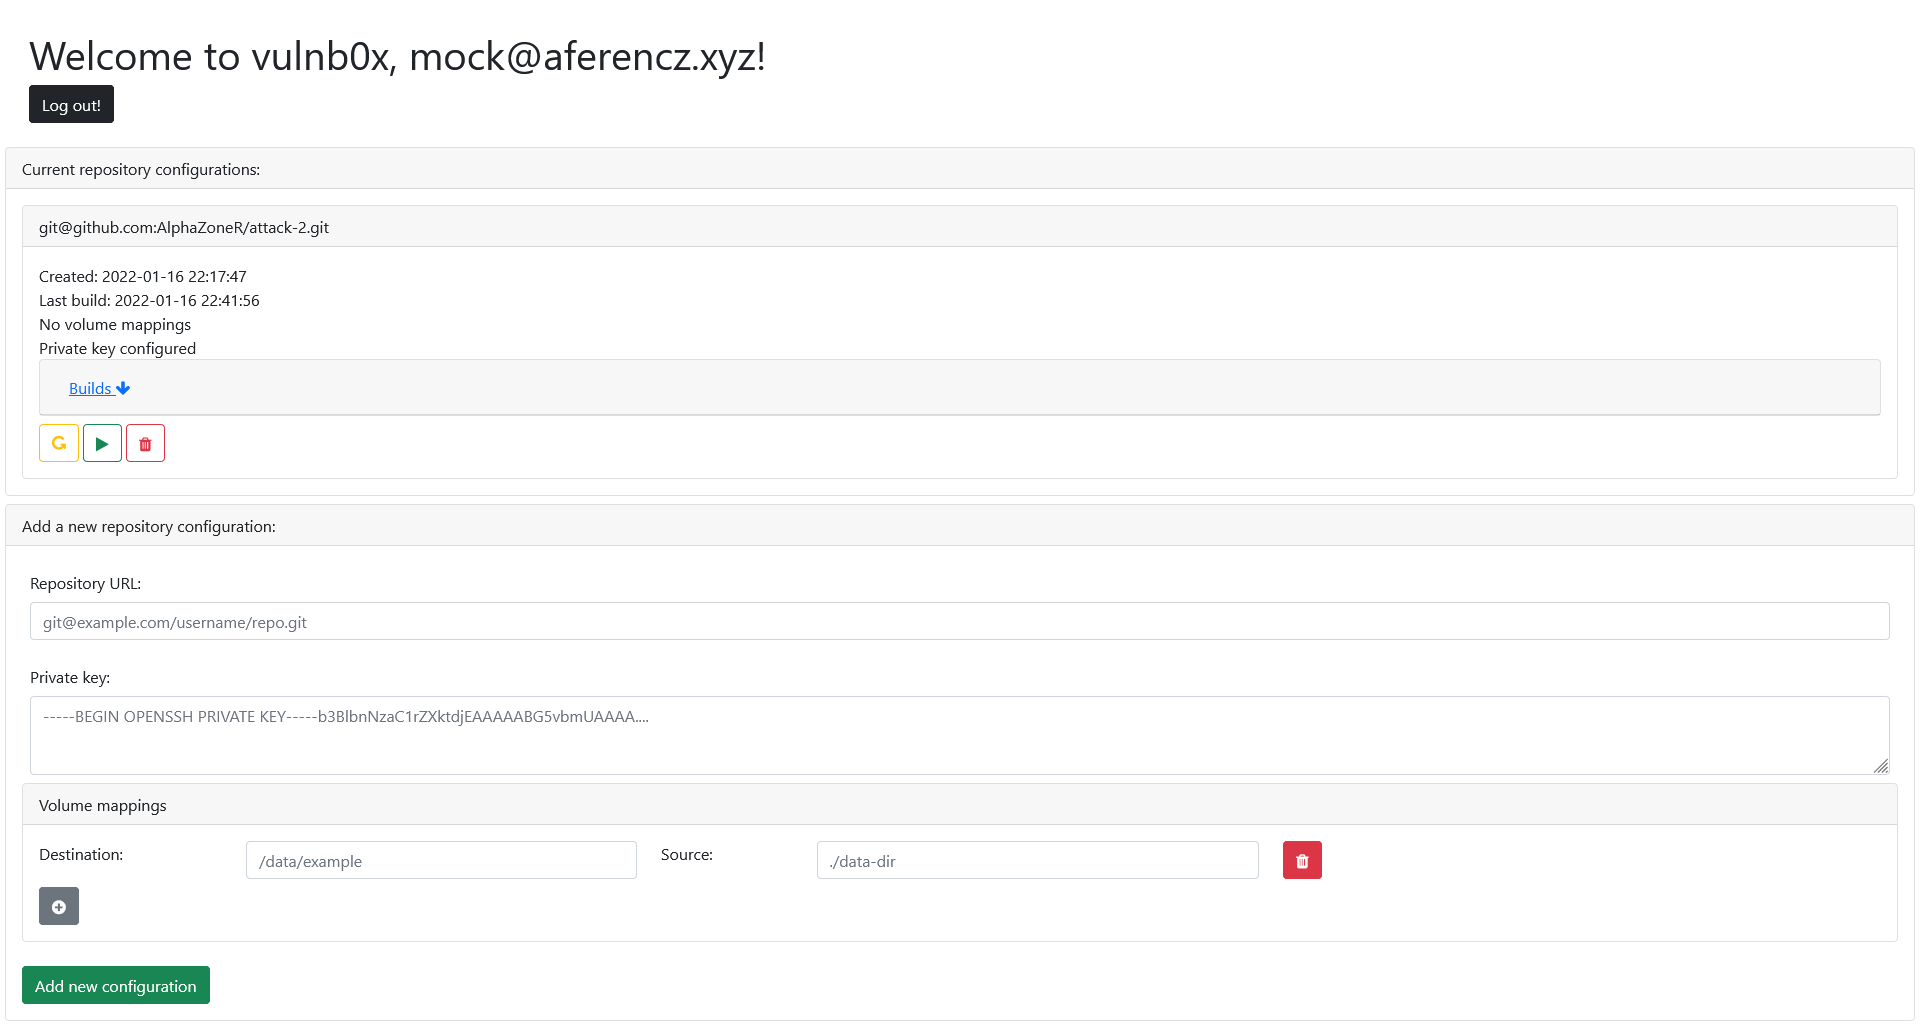 Welcome to vulnb0x, mock@aferencz.xyz!
Log out!
Current repository configurations:
git@github.com:AlphaZoneR/attack-2.git
Created: 2022-01-16 22:17:47
Last build: 2022-01-16 22:41:56
No volume mappings
Private key configured
Builds
Add a new repository configuration:
Repository URL:
git@example.com/username/repo.git
Private key:
-----BEGIN OPENSSH PRIVATE KEY-----b3BlbnNzaC1rZXktdjEAAAAABG5vbmUAAAA....
Volume mappings
Destination: /data/example Source: ./data-dir
Add new configuration